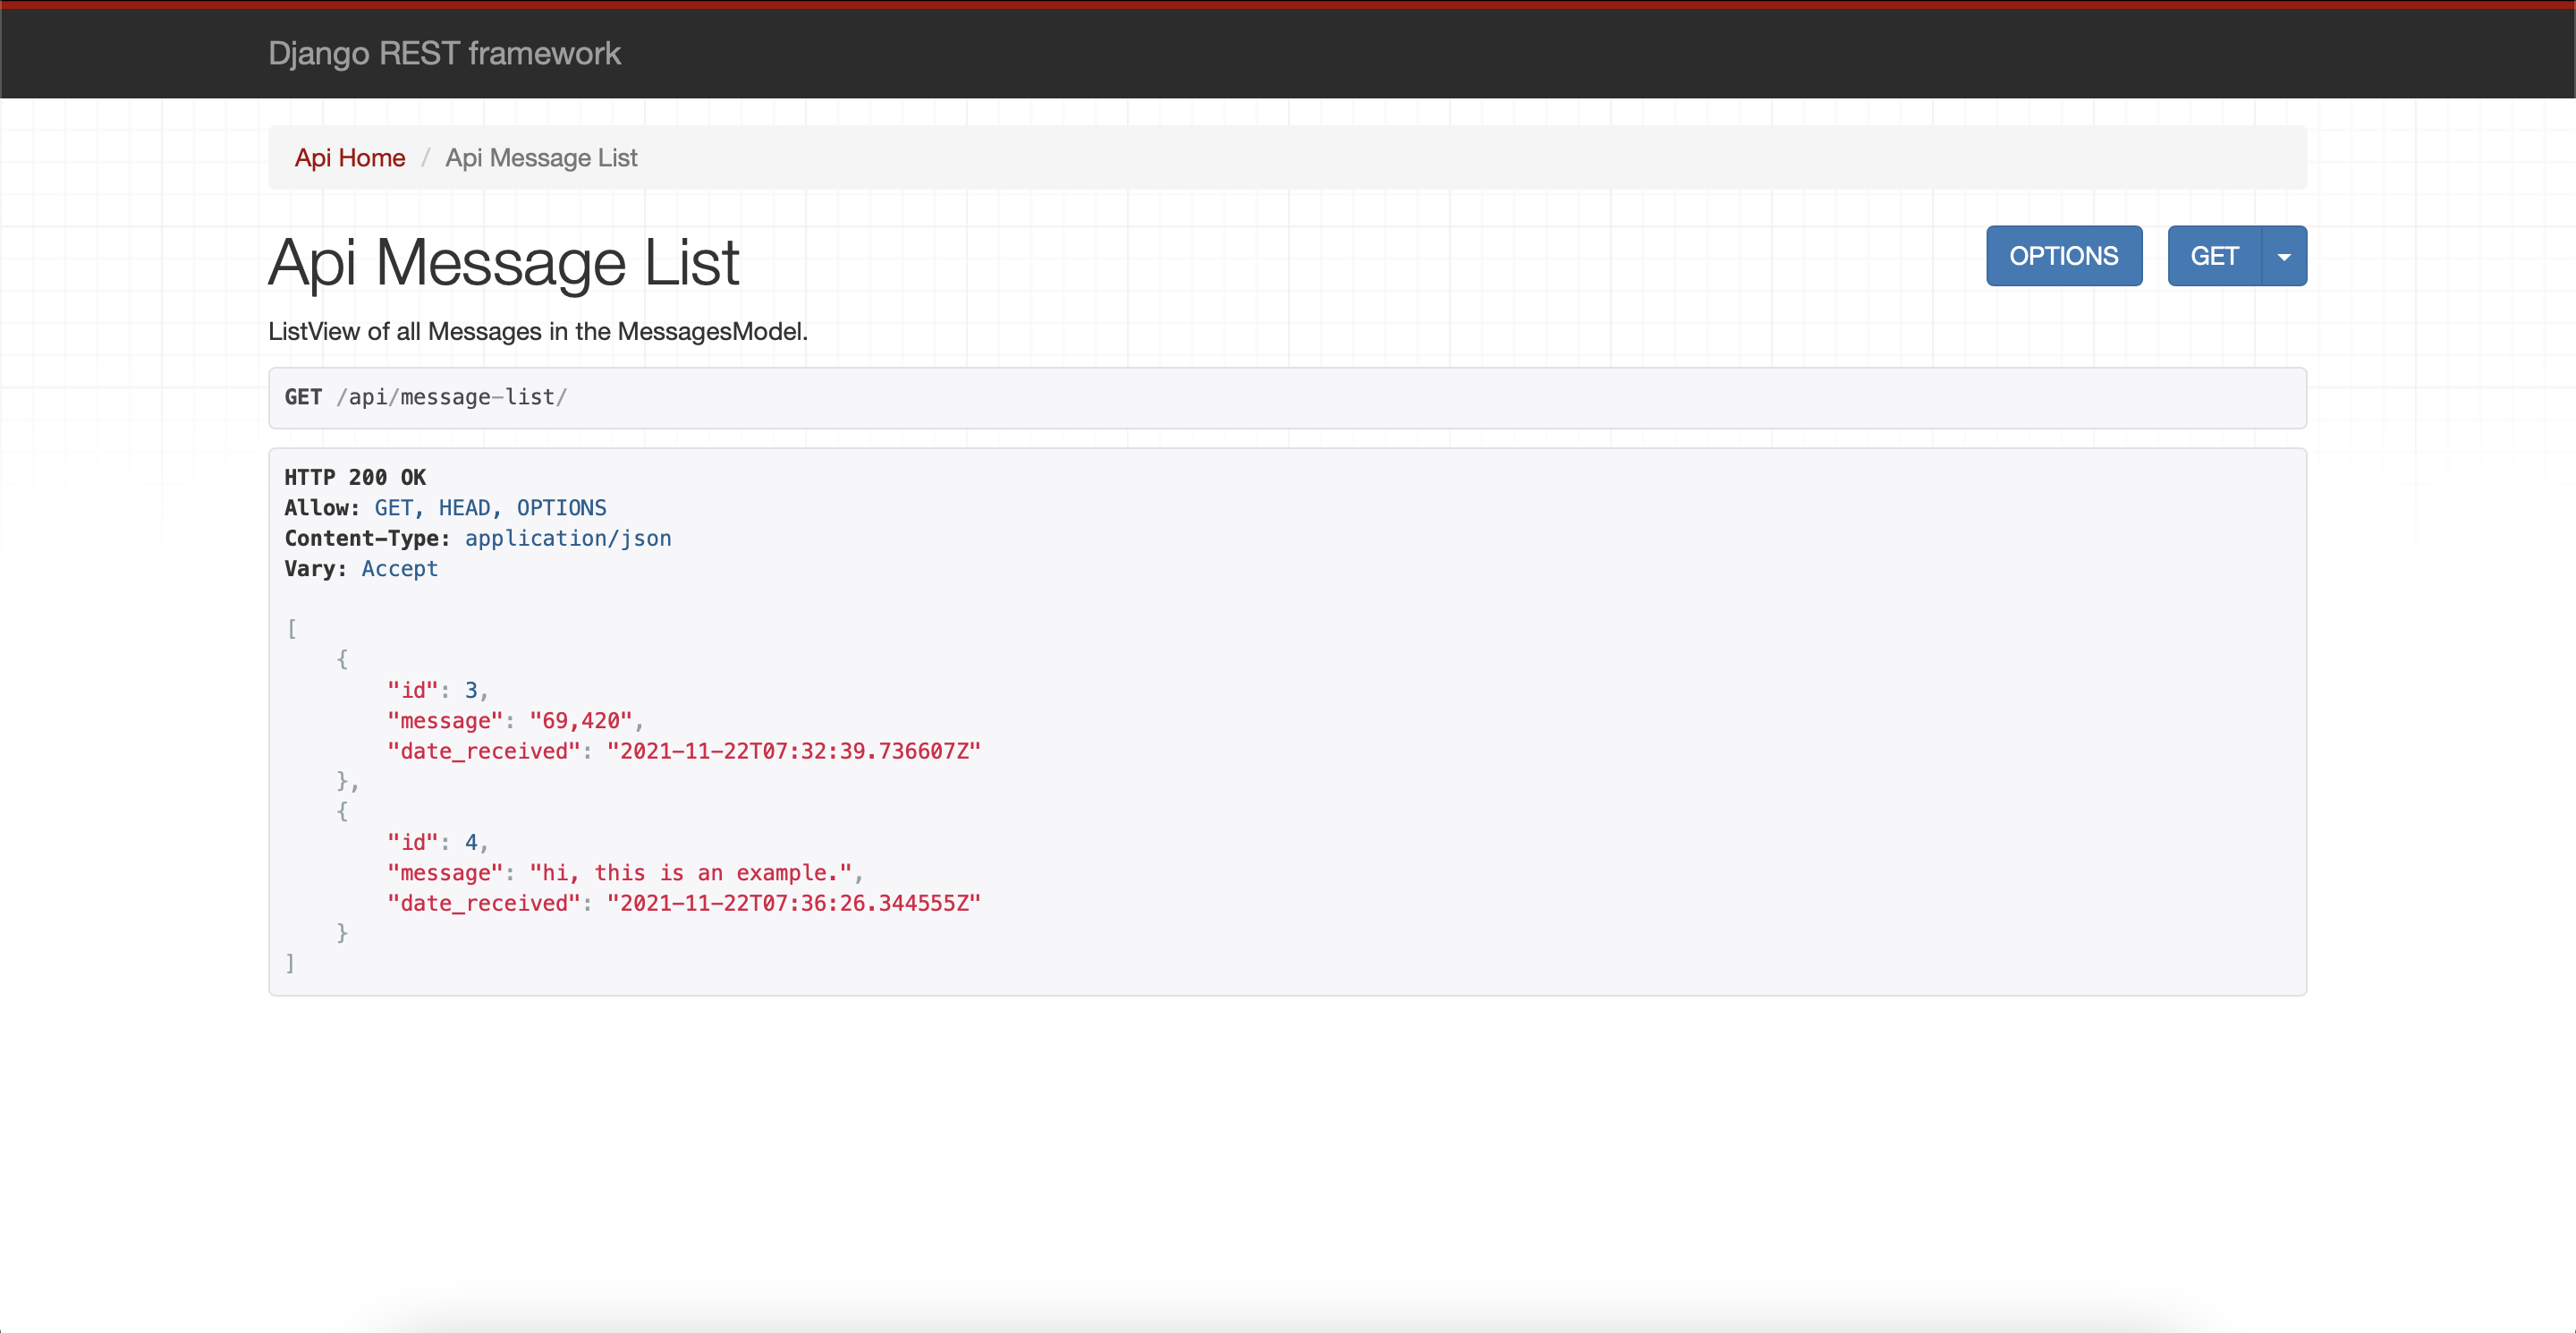 Django REST framework
Api Home / Api Message List
Api Message List
OPTIONS
GET
ListView of all Messages in the MessagesModel.
GET /api/message-list/
HTTP 200 OK
Allow: GET, HEAD, OPTIONS
Content-Type: application/json
Vary: Accept
[
    {
        "id": 3,
        "message": "69,420",
        "date_received": "2021-11-22T07:32:39.736607Z"
    },
    {
        "id": 4,
        "message": "hi, this is an example.",
        "date_received": "2021-11-22T07:36:26.344555Z"
    }
]